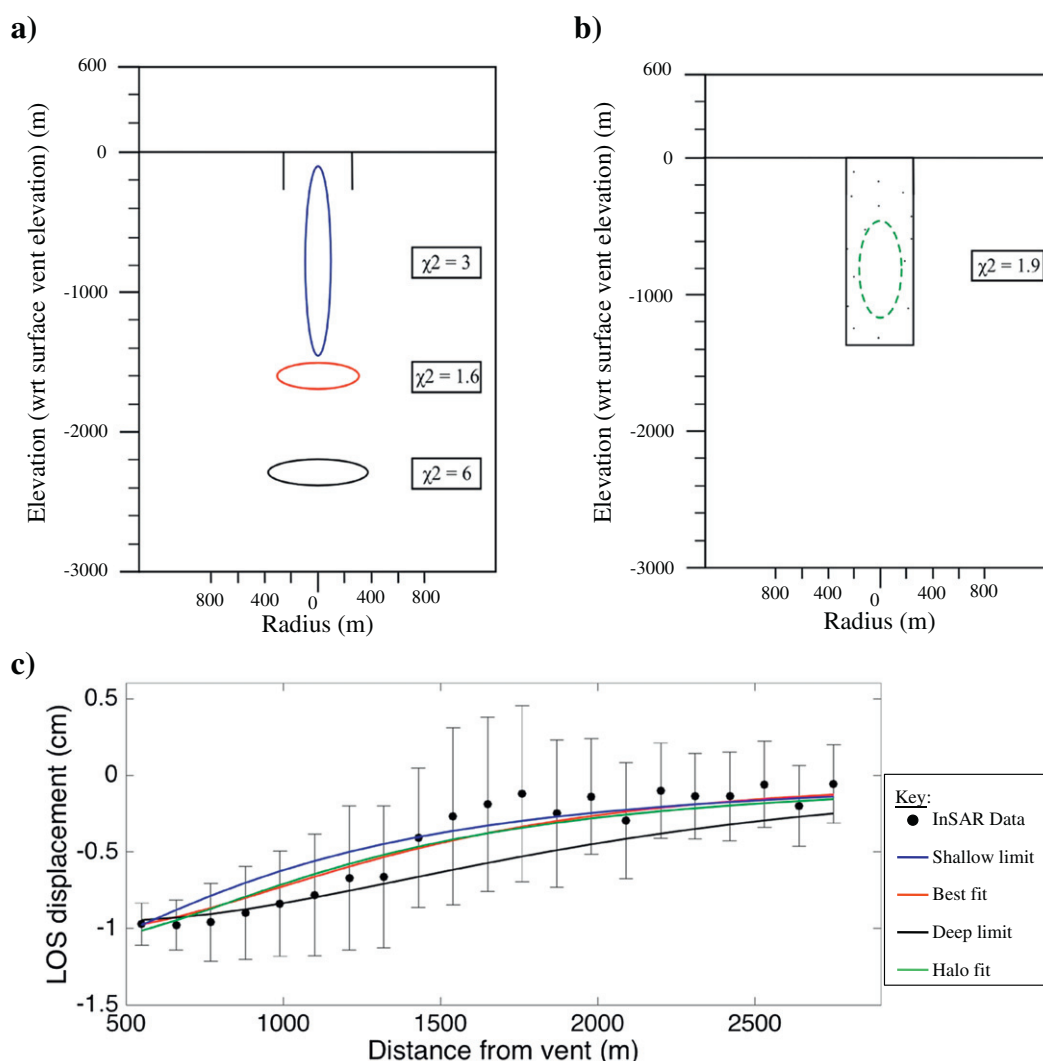 a)
Elevation (wrt surface vent elevation) (m)
600
0
-1000
-2000
-3000
χ2 = 3
χ2 = 1.6
χ2 = 6
800 400 0 400 800
Radius (m)
b)
Elevation (wrt surface vent elevation) (m)
600
0
-1000
-2000
-3000
χ2 = 1.9
800 400 0 400 800
Radius (m)
c)
LOS displacement (cm)
0.5
0
-0.5
-1
-1.5
500 1000 1500 2000 2500
Distance from vent (m)
Key:
InSAR Data
Shallow limit
Best fit
Deep limit
Halo fit